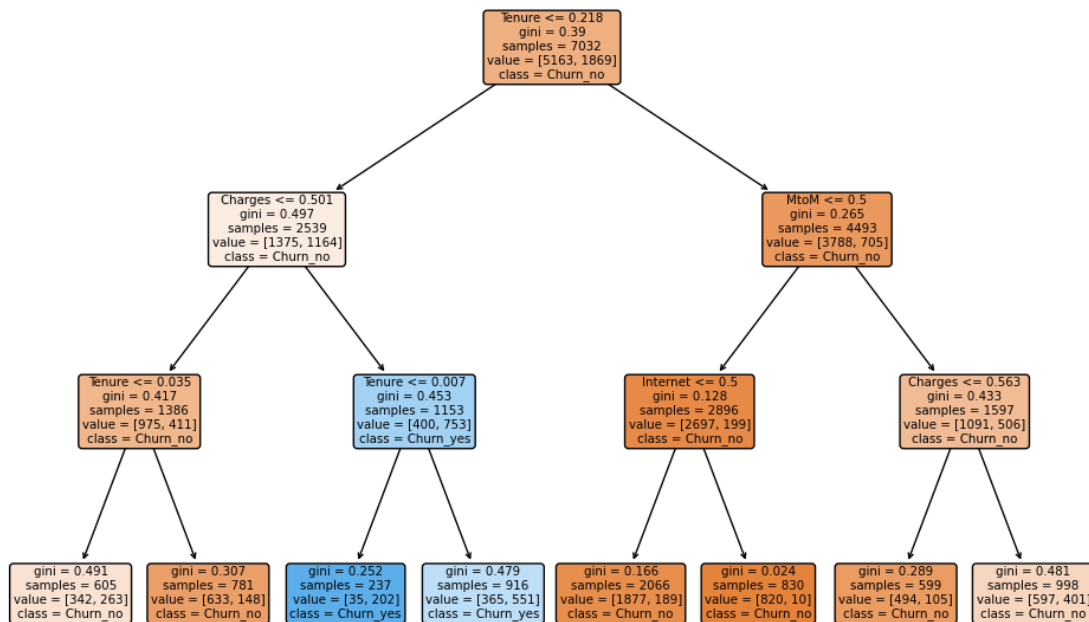 Tenure <= 0.218
gini = 0.39
samples = 7032
value = [5163, 1869]
class = Churn_no
Charges <= 0.501
gini = 0.497
samples = 2539
value = [1375, 1164]
class = Churn_no
MtoM <= 0.5
gini = 0.265
samples = 4493
value = [3788, 705]
class = Churn_no
Tenure <= 0.035
gini = 0.417
samples = 1386
value = [975, 411]
class = Churn_no
Tenure <= 0.007
gini = 0.453
samples = 1153
value = [400, 753]
class = Churn_yes
Internet <= 0.5
gini = 0.128
samples = 2896
value = [2697, 199]
class = Churn_no
Charges <= 0.563
gini = 0.433
samples = 1597
value = [1091, 506]
class = Churn_no
gini = 0.491
samples = 605
value = [342, 263]
class = Churn_no
gini = 0.307
samples = 781
value = [633, 148]
class = Churn_no
gini = 0.252
samples = 237
value = [35, 202]
class = Churn_yes
gini = 0.479
samples = 916
value = [365, 551]
class = Churn_yes
gini = 0.166
samples = 2066
value = [1877, 189]
class = Churn_no
gini = 0.024
samples = 830
value = [820, 10]
class = Churn_no
gini = 0.289
samples = 599
value = [494, 105]
class = Churn_no
gini = 0.481
samples = 998
value = [597, 401]
class = Churn_no